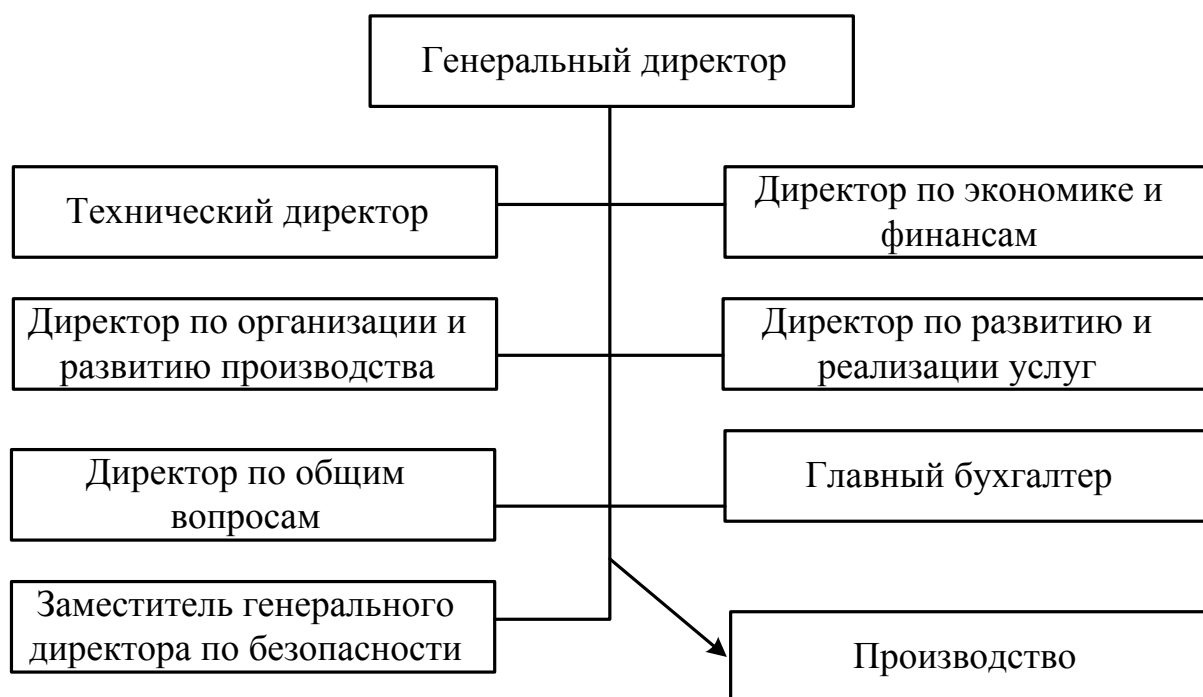 Генеральный директор
Технический директор
Директор по экономике и
финансам
Директор по организации и
развитию производства
Директор по развитию и
реализации услуг
Директор по общим
вопросам
Главный бухгалтер
Заместитель генерального
директора по безопасности
Производство